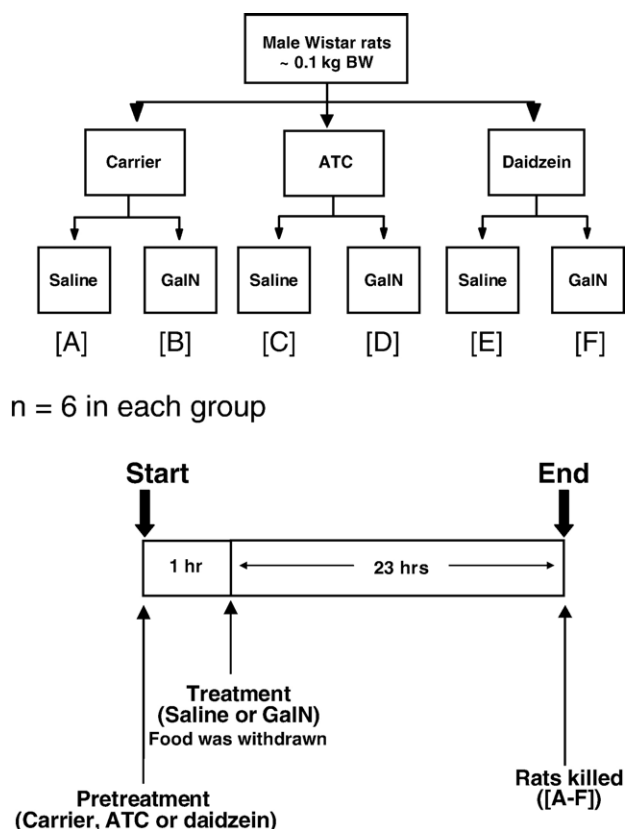 Male Wistar rats
~ 0.1 kg BW
Carrier
ATC
Daidzein
Saline
GalN
Saline
GalN
Saline
GalN
[A]
[B]
[C]
[D]
[E]
[F]
n = 6 in each group
Start
End
1 hr
23 hrs
Treatment
(Saline or GalN)
Food was withdrawn
Rats killed
([A-F])
Pretreatment
(Carrier, ATC or daidzein)